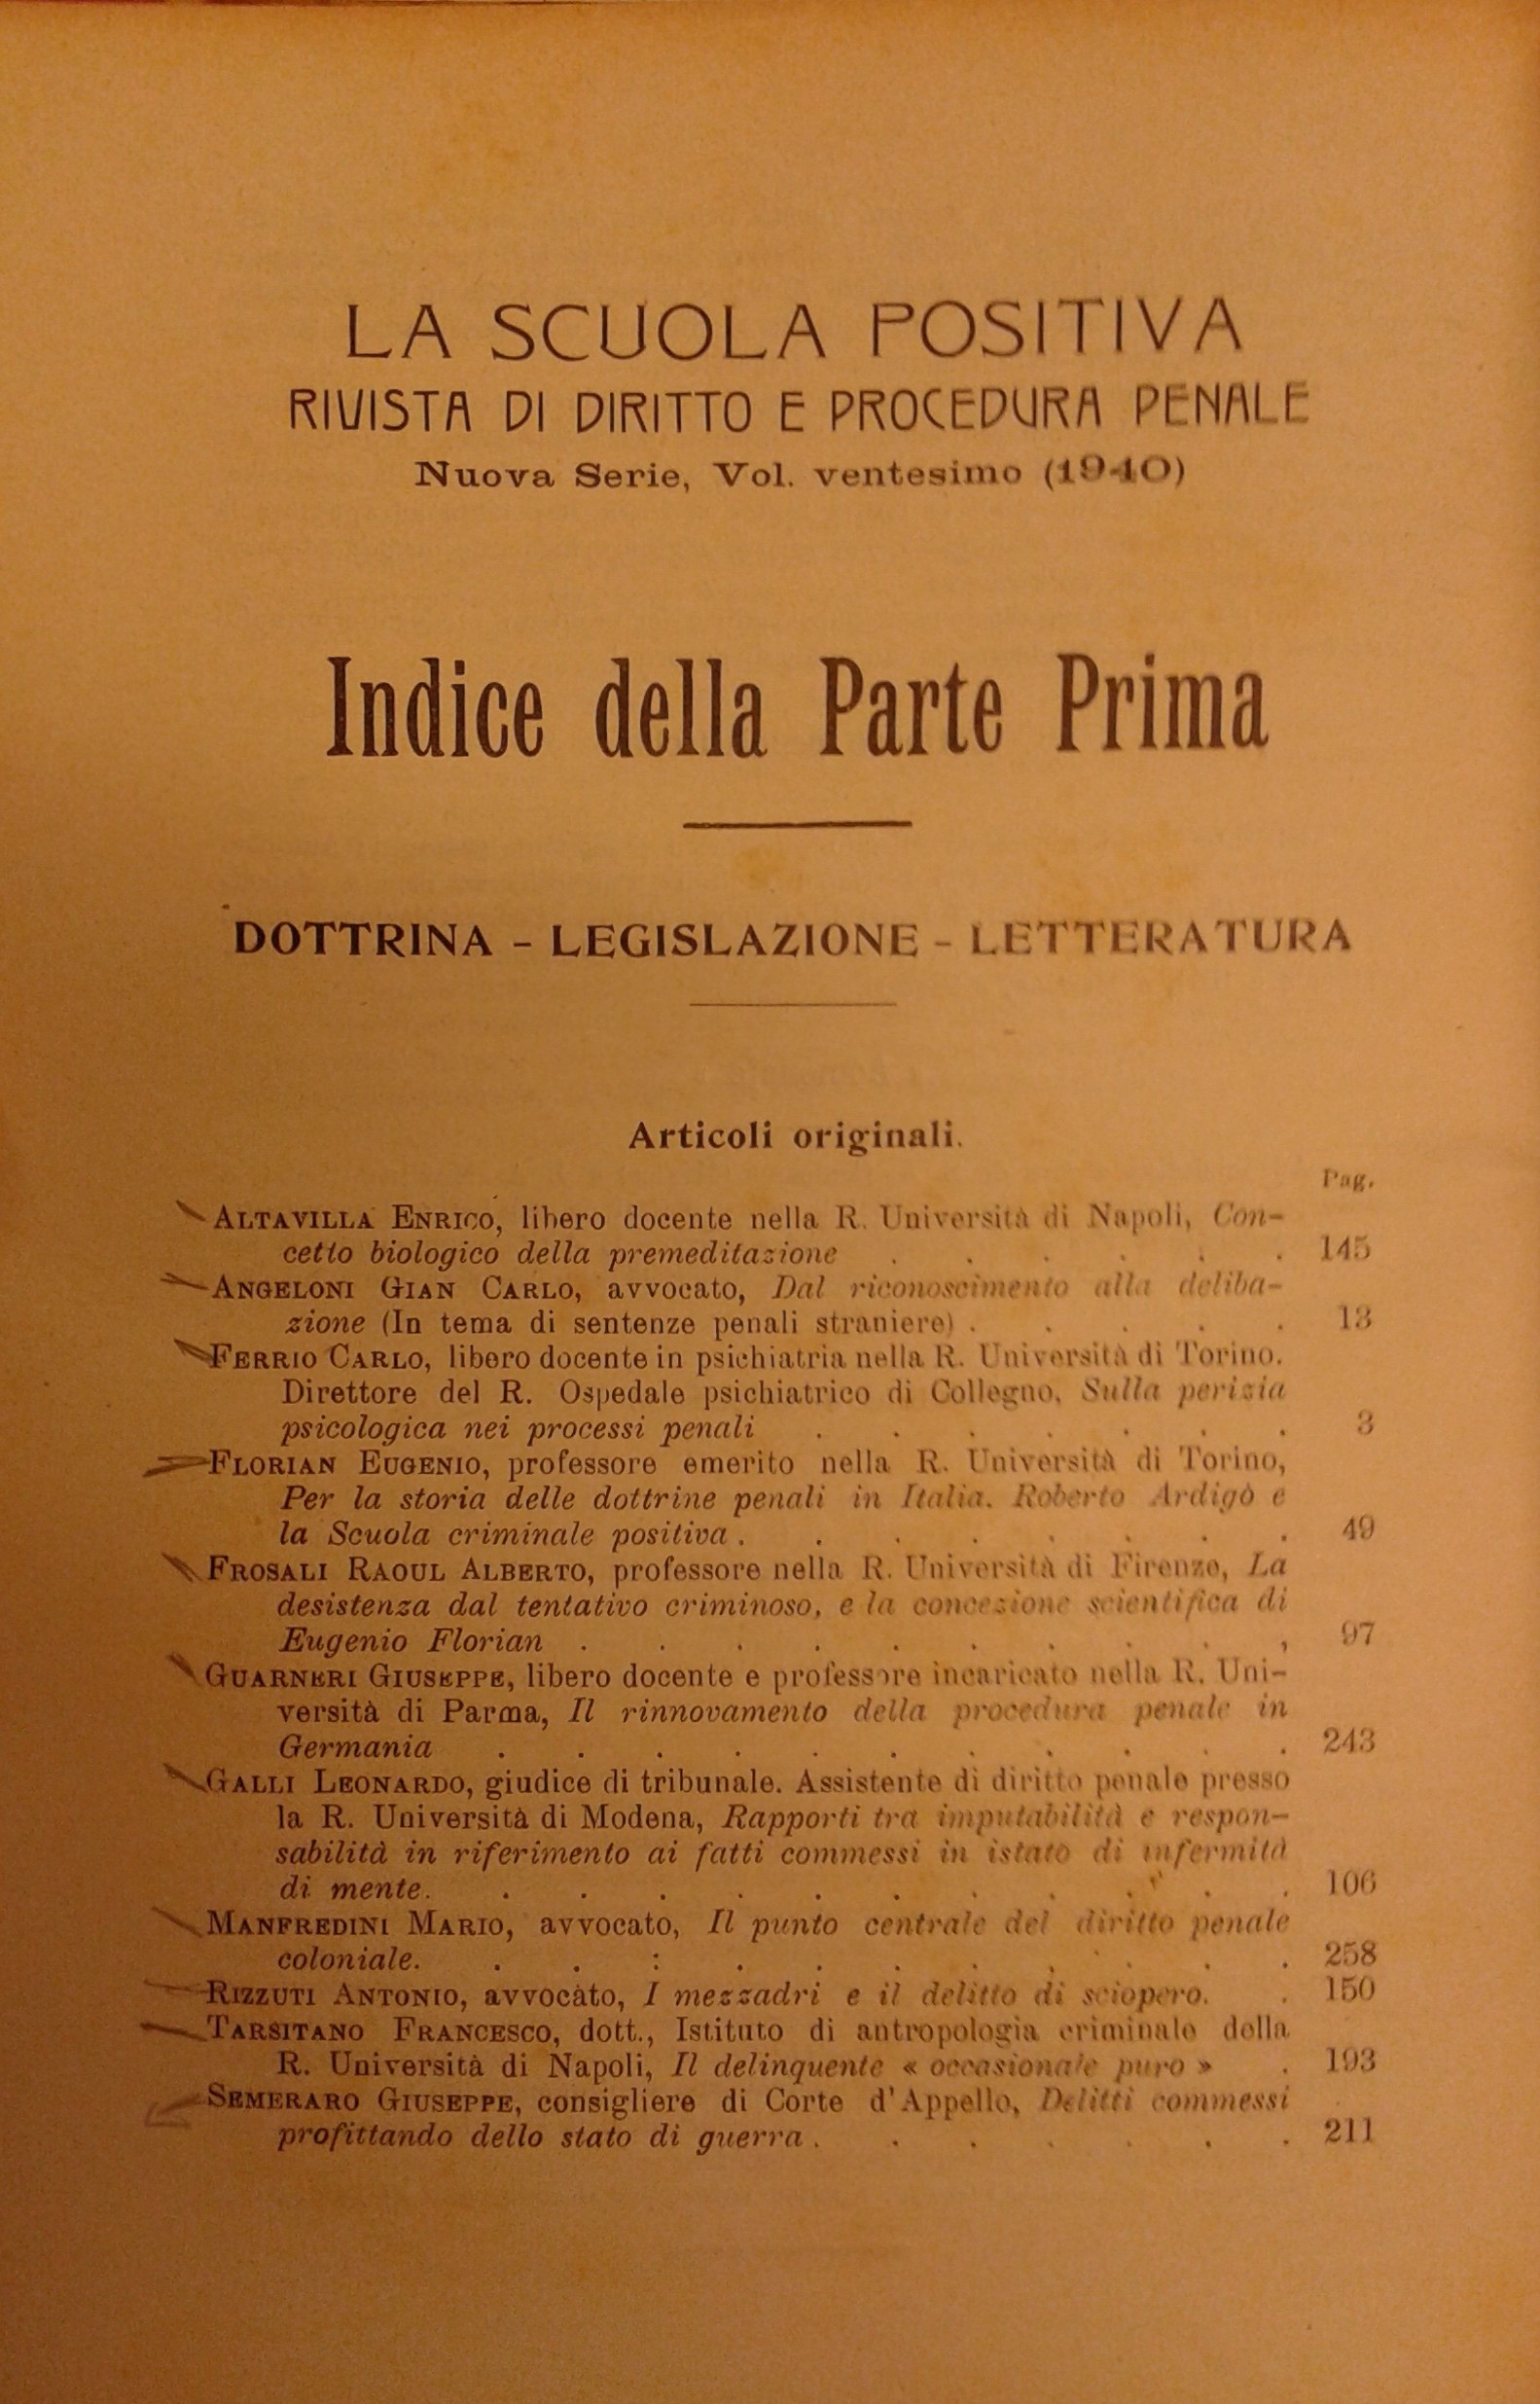 LA SCUOLA POSITIVA
RIVISTA DI DIRITTO E PROCEDURA PENALE
Nuova Serie, Vol. ventesimo (1940)
Indice della Parte Prima
DOTTRINA - LEGISLAZIONE - LETTERATURA
Articoli originali.
Pag.
ALTAVILLA ENRICO, libero docente nella R. Università di Napoli, Con-
cetto biologico della premeditazione . . . . . . 145
ANGELONI GIAN CARLO, avvocato, Dal riconoscimento alla deliba-
zione (In tema di sentenze penali straniere) . . . . . 13
FERRIO CARLO, libero docente in psichiatria nella R. Università di Torino.
Direttore del R. Ospedale psichiatrico di Collegno, Sulla perizia
psicologica nei processi penali . . . . . . . 3
FLORIAN EUGENIO, professore emerito nella R. Università di Torino,
Per la storia delle dottrine penali in Italia. Roberto Ardigò e
la Scuola criminale positiva . . . . . . . . 49
FROSALI RAOUL ALBERTO, professore nella R. Università di Firenze, La
desistenza dal tentativo criminoso, e la concezione scientifica di
Eugenio Florian . . . . . . . . . , 97
GUARNERI GIUSEPPE, libero docente e professore incaricato nella R. Uni-
versità di Parma, Il rinnovamento della procedura penale in
Germania . . . . . . . . . . . 243
GALLI LEONARDO, giudice di tribunale. Assistente di diritto penale presso
la R. Università di Modena, Rapporti tra imputabilità e respon-
sabilità in riferimento ai fatti commessi in istato di infermità
di mente. . . . . . . . . . . . 106
MANFREDINI MARIO, avvocato, Il punto centrale del diritto penale
coloniale. . . : . . . . . . . . 258
RIZZUTI ANTONIO, avvocato, I mezzadri e il delitto di sciopero. . 150
TARSITANO FRANCESCO, dott., Istituto di antropologia criminale della
R. Università di Napoli, Il delinquente « occasionale puro » . 193
SEMERARO GIUSEPPE, consigliere di Corte d'Appello, Delitti commessi
profittando dello stato di guerra . . . . . . . 211